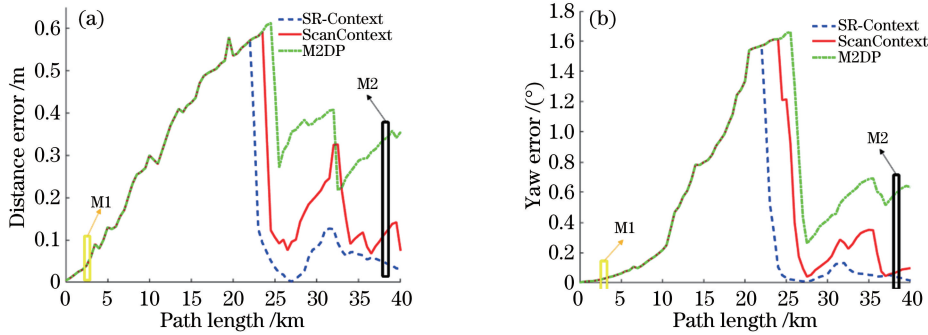 (a)
SR-Context
ScanContext
M2DP
M2
M1
Distance error /m
0.6
0.5
0.4
0.3
0.2
0.1
0
0
5
10
15
20
25
30
35
40
Path length /km
(b)
SR-Context
ScanContext
M2DP
M2
M1
Yaw error /(°)
1.8
1.6
1.4
1.2
1.0
0.8
0.6
0.4
0.2
0
0
5
10
15
20
25
30
35
40
Path length /km